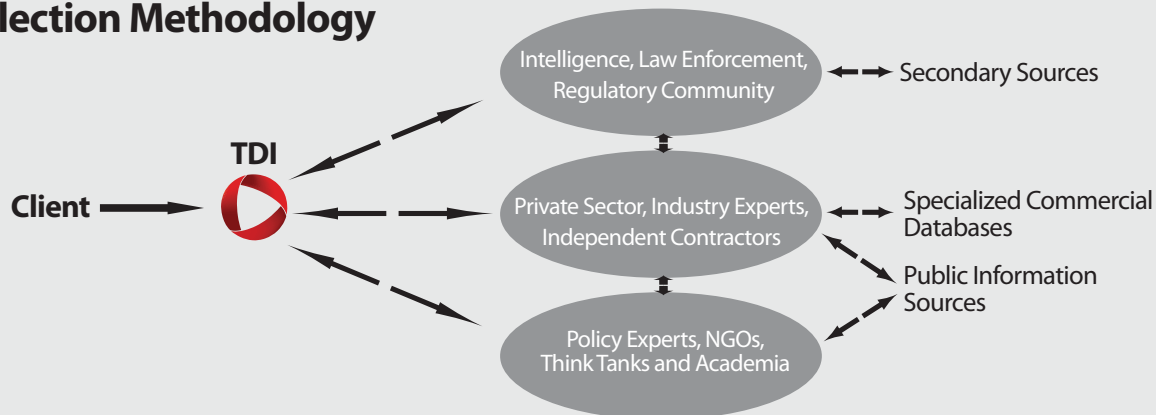 lection Methodology
Intelligence, Law Enforcement,
Regulatory Community
Secondary Sources
TDI
Client
Private Sector, Industry Experts,
Independent Contractors
Specialized Commercial
Databases
Public Information
Sources
Policy Experts, NGOs,
Think Tanks and Academia